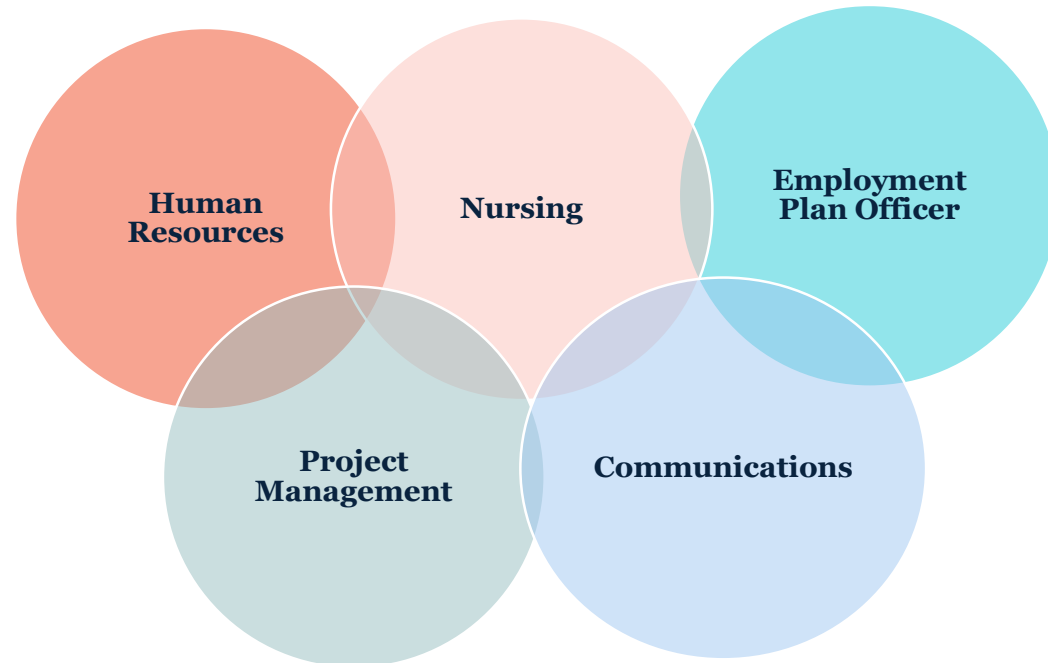 Human
Resources
Nursing
Employment
Plan Officer
Project
Management
Communications